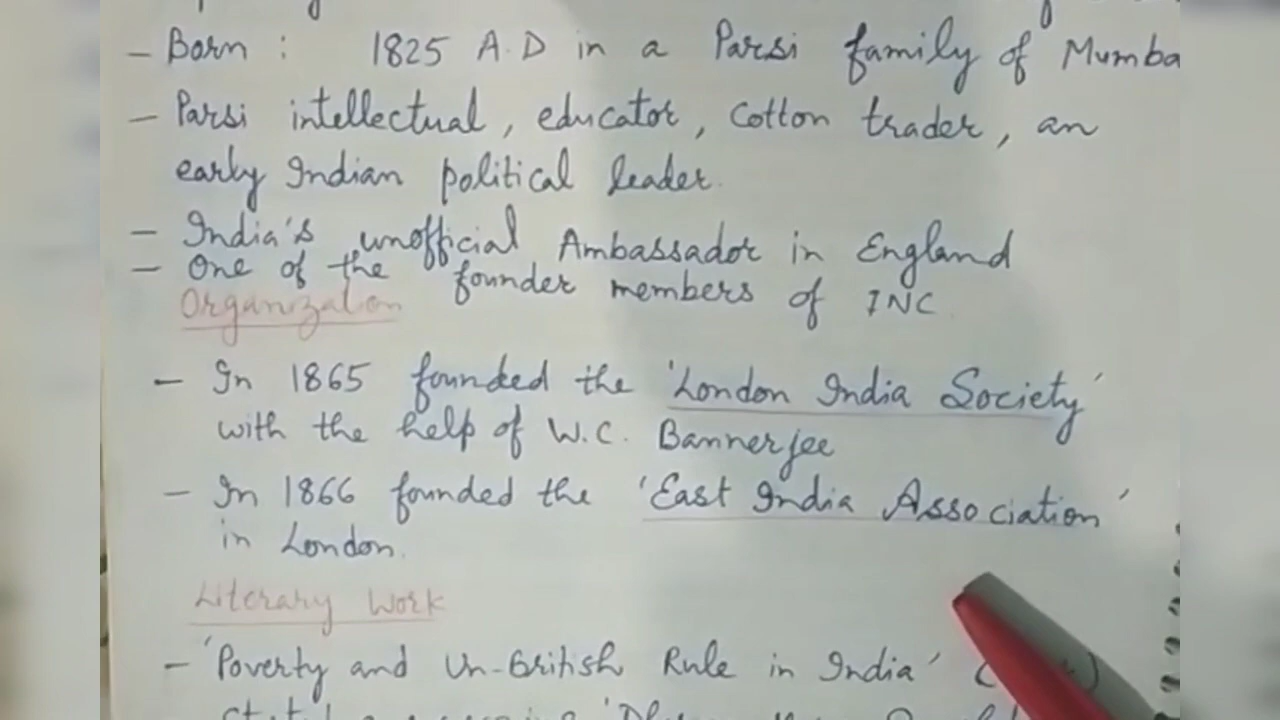 – Born : 1825 A.D in a Parsi family of Mumba
– Parsi intellectual, educator, Cotton trader, an
early Indian political leader.
– India's unofficial Ambassador in England
– One of the founder members of INC
Organization
– In 1865 founded the 'London India Society'
with the help of W.C. Bannerjee
– In 1866 founded the 'East India Association'
in London.
Literary Work
– 'Poverty and Un-British Rule in India'